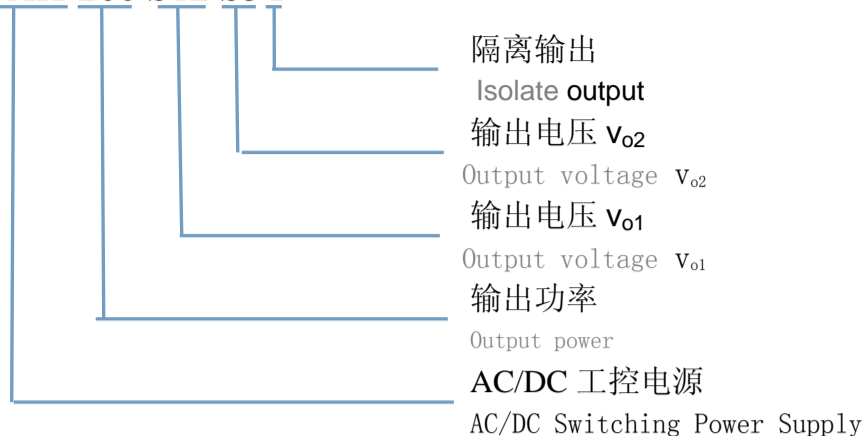 隔离输出
Isolate output
输出电压 vo2
Output voltage vo2
输出电压 vo1
Output voltage vo1
输出功率
Output power
AC/DC 工控电源
AC/DC Switching Power Supply